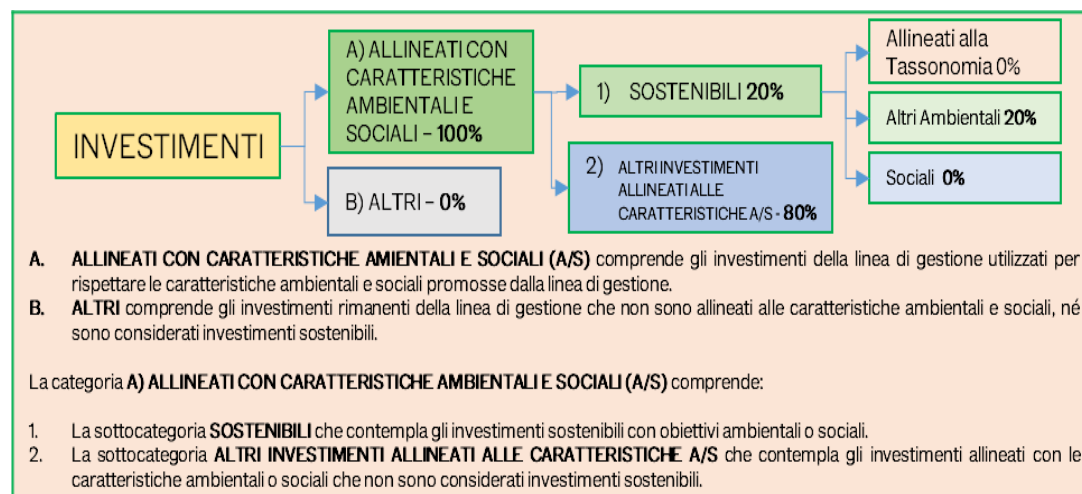 INVESTIMENTI
A) ALLINEATI CON
CARATTERISTICHE
AMBIENTALI E
SOCIALI – 100%
B) ALTRI – 0%
1) SOSTENIBILI 20%
2) ALTRI INVESTIMENTI
ALLINEATI ALLE
CARATTERISTICHE A/S - 80%
Allineati alla
Tassonomia 0%
Altri Ambientali 20%
Sociali 0%
A. ALLINEATI CON CARATTERISTICHE AMIENTALI E SOCIALI (A/S) comprende gli investimenti della linea di gestione utilizzati per
rispettare le caratteristiche ambientali e sociali promosse dalla linea di gestione.
B. ALTRI comprende gli investimenti rimanenti della linea di gestione che non sono allineati alle caratteristiche ambientali e sociali, né
sono considerati investimenti sostenibili.
La categoria A) ALLINEATI CON CARATTERISTICHE AMBIENTALI E SOCIALI (A/S) comprende:
1. La sottocategoria SOSTENIBILI che contempla gli investimenti sostenibili con obiettivi ambientali o sociali.
2. La sottocategoria ALTRI INVESTIMENTI ALLINEATI ALLE CARATTERISTICHE A/S che contempla gli investimenti allineati con le
caratteristiche ambientali o sociali che non sono considerati investimenti sostenibili.